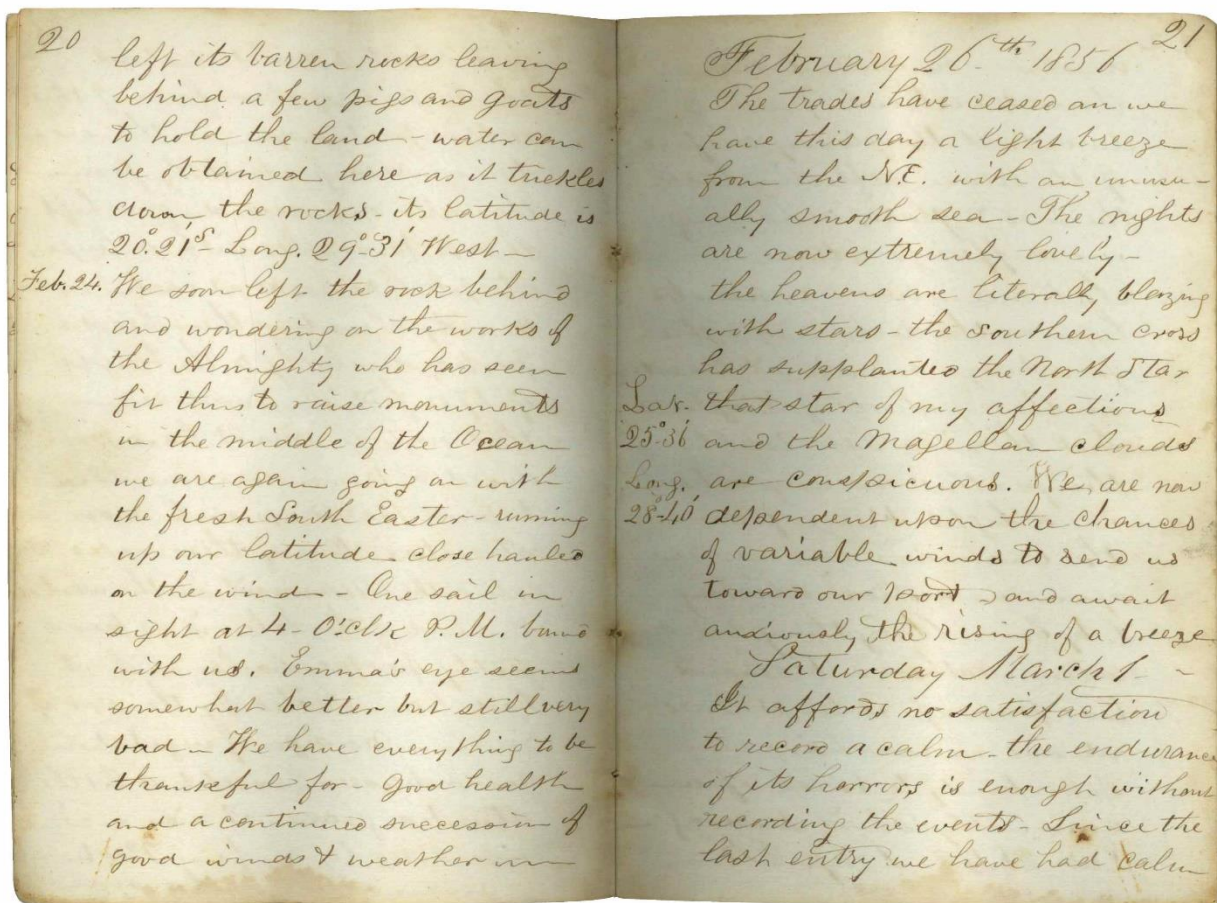 20
left its barren rocks leaving
behind a few pigs and goats
to hold the land - water can
be obtained here as it trickles
down the rocks - its latitude is
20°.21' S - Long. 29°-31' West -
Feb. 24. We soon left the rock behind
and wondering on the works of
the Almighty who has seen
fit thus to raise monuments
in the middle of the Ocean
we are again going on with
the fresh South Easter - running
up our latitude close hauled
on the wind - One sail in
sight at 4 - O'clk P.M. bound
with us. Emma's eye seems
somewhat better but still very
bad - We have everything to be
thankful for - good health
and a continued succession of
good winds & weather
21
February 26th 1856
The trades have ceased an we
have this day a light breeze
from the N.E. with an unusu-
ally smooth sea - The nights
are now extremely lovely -
the heavens are literally blazing
with stars - the Southern cross
has supplanted the North Star
Lat. that star of my affections
25°-36' and the Magellan clouds
Long. are conspicuous. We are now
28°-40' dependent upon the chances
of variable winds to send us
toward our port, and await
anxiously the rising of a breeze
Saturday March 1 -
It affords no satisfaction
to record a calm - the endurance
of its horrors is enough without
recording the events - Since the
last entry we have had calm